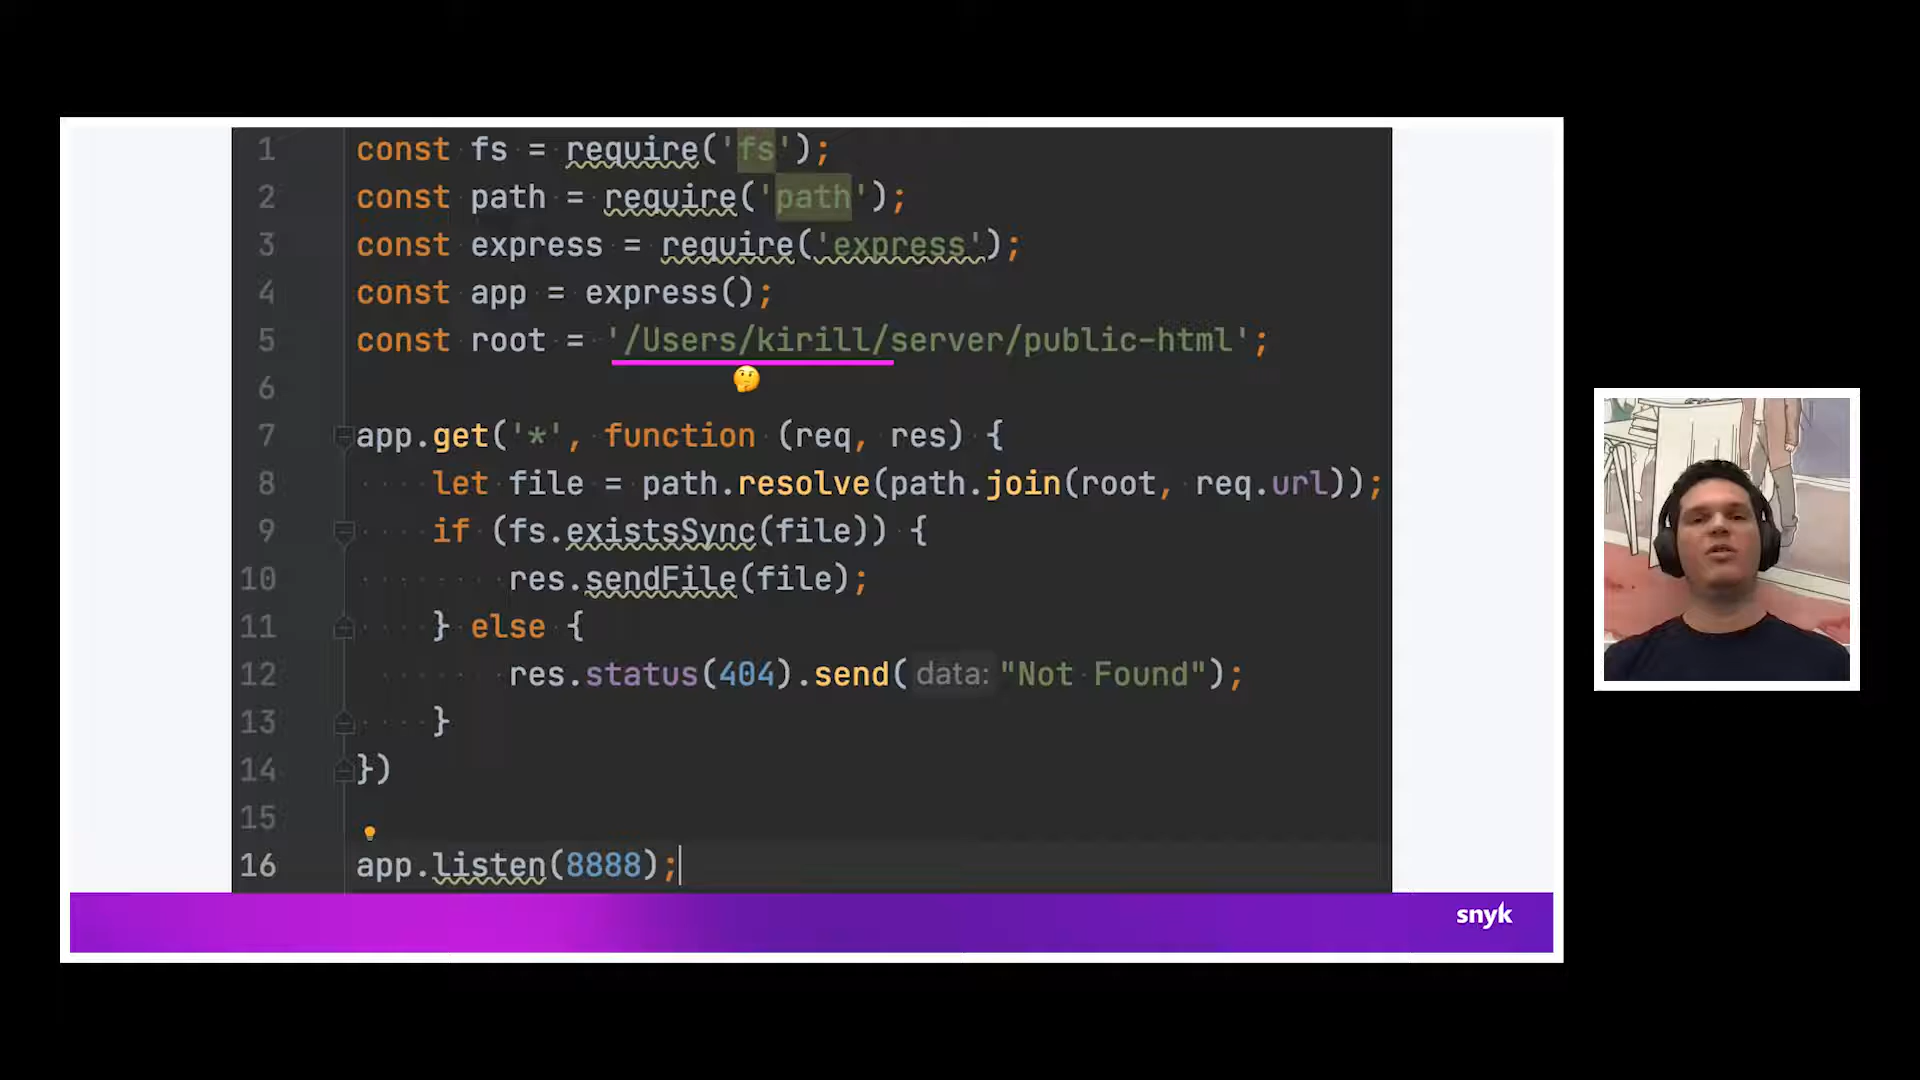 1 const fs = require('fs');
2 const path = require('path');
3 const express = require('express');
4 const app = express();
5 const root = '/Users/kirill/server/public-html';
6
7 app.get('*', function (req, res) {
8 let file = path.resolve(path.join(root, req.url));
9 if (fs.existsSync(file)) {
10 res.sendFile(file);
11 } else {
12 res.status(404).send( data: "Not Found");
13 }
14 })
15
16 app.listen(8888);
snyk